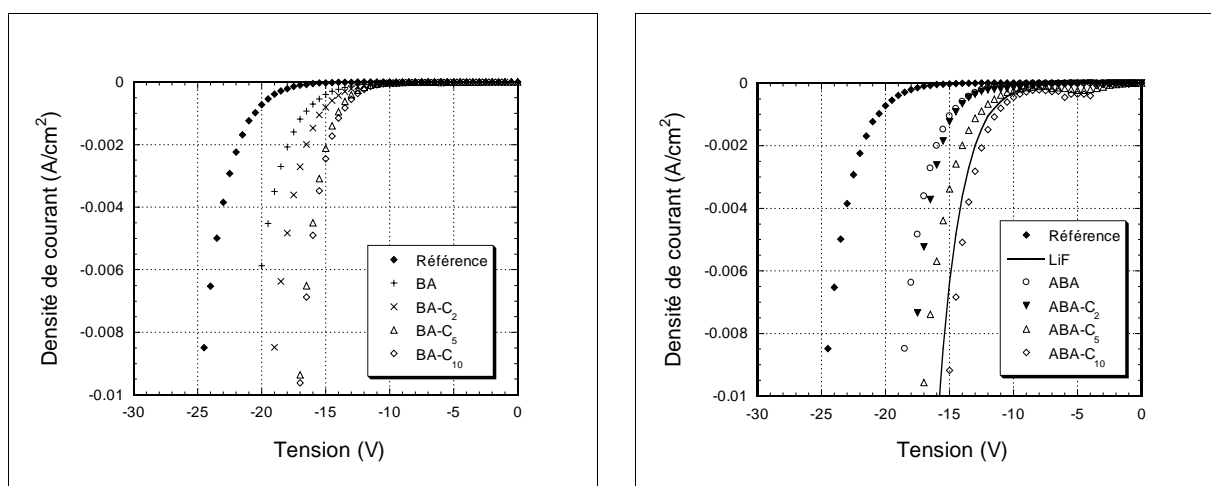 0
-0.002
-0.004
-0.006
-0.008
-0.01
Densité de courant (A/cm²)
-30 -25 -20 -15 -10 -5 0
Tension (V)
Référence
BA
BA-C₂
BA-C₅
BA-C₁₀
0
-0.002
-0.004
-0.006
-0.008
-0.01
Densité de courant (A/cm²)
-30 -25 -20 -15 -10 -5 0
Tension (V)
Référence
LiF
ABA
ABA-C₂
ABA-C₅
ABA-C₁₀